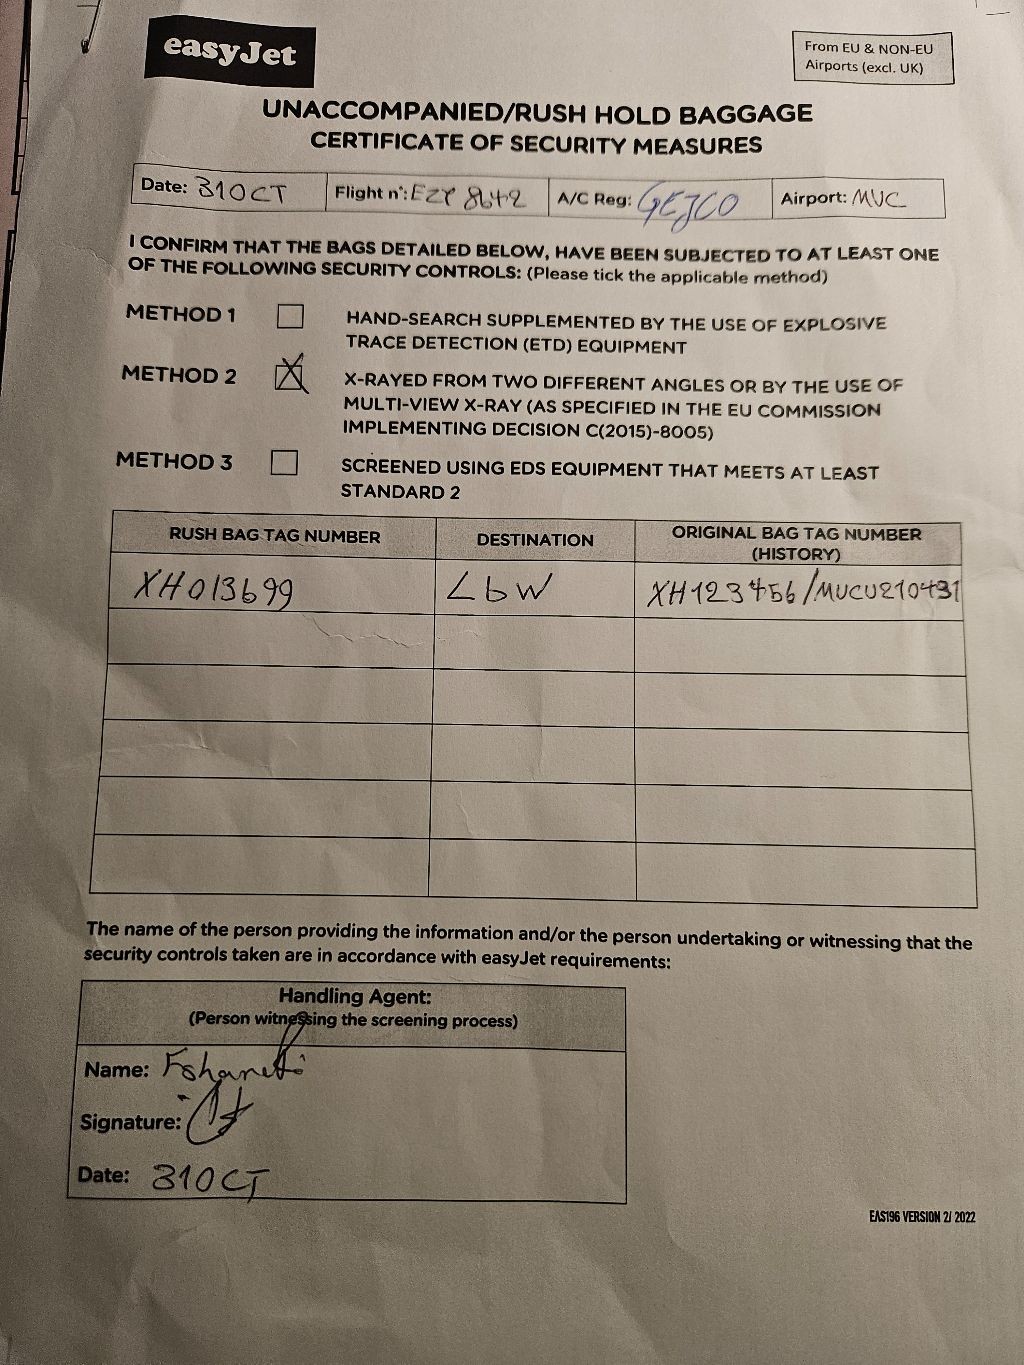 easyJet
From EU & NON-EU
Airports (excl. UK)
UNACCOMPANIED/RUSH HOLD BAGGAGE
CERTIFICATE OF SECURITY MEASURES
Date: 31OCT Flight n°: EZY 8642 A/C Reg: GEJCO Airport: MUC
I CONFIRM THAT THE BAGS DETAILED BELOW, HAVE BEEN SUBJECTED TO AT LEAST ONE
OF THE FOLLOWING SECURITY CONTROLS: (Please tick the applicable method)
METHOD 1 HAND-SEARCH SUPPLEMENTED BY THE USE OF EXPLOSIVE
TRACE DETECTION (ETD) EQUIPMENT
METHOD 2 X X-RAYED FROM TWO DIFFERENT ANGLES OR BY THE USE OF
MULTI-VIEW X-RAY (AS SPECIFIED IN THE EU COMMISSION
IMPLEMENTING DECISION C(2015)-8005)
METHOD 3 SCREENED USING EDS EQUIPMENT THAT MEETS AT LEAST
STANDARD 2
RUSH BAG TAG NUMBER DESTINATION ORIGINAL BAG TAG NUMBER
(HISTORY)
XH013699 LGW XH123456/MUCU210431
The name of the person providing the information and/or the person undertaking or witnessing that the
security controls taken are in accordance with easyJet requirements:
Handling Agent:
(Person witnessing the screening process)
Name:
Signature:
Date: 31OCT
EAS196 VERSION 2/ 2022